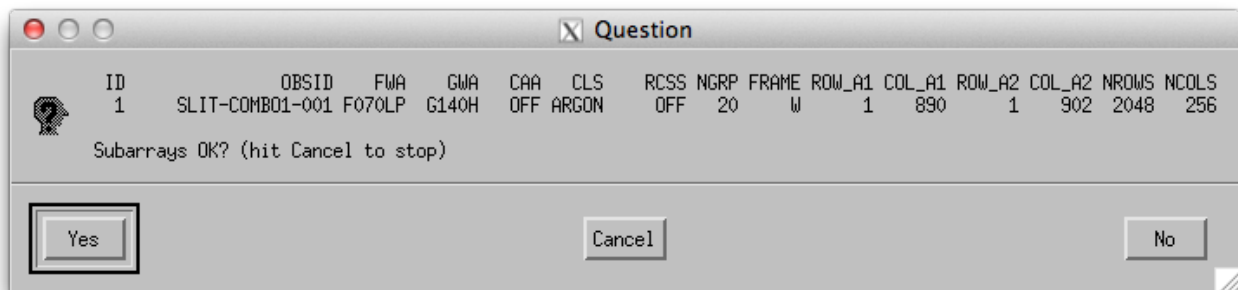 Question
ID OBSID FWA GWA CAA CLS RCSS NGRP FRAME ROW_A1 COL_A1 ROW_A2 COL_A2 NROWS NCOLS
1 SLIT-COMBO1-001 F070LP G140H OFF ARGON OFF 20 W 1 890 1 902 2048 256
Subarrays OK? (hit Cancel to stop)
Yes Cancel No